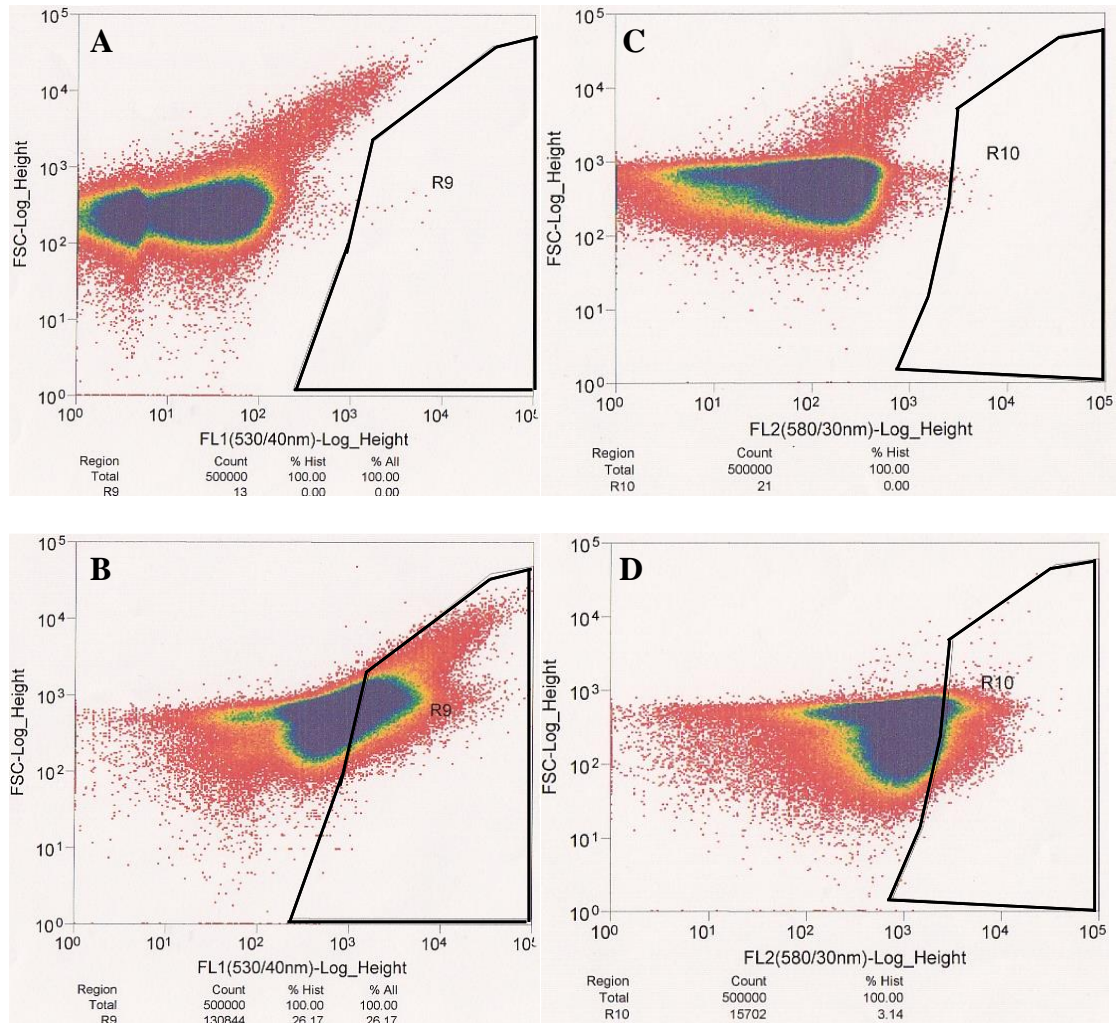 A
10⁵
10⁴
10³
10²
10¹
10⁰
FSC-Log_Height
R9
10⁰ 10¹ 10² 10³ 10⁴ 10⁵
FL1(530/40nm)-Log_Height
Region Count % Hist % All
Total 500000 100.00 100.00
R9 13 0.00 0.00
C
10⁵
10⁴
10³
10²
10¹
10⁰
FSC-Log_Height
R10
10⁰ 10¹ 10² 10³ 10⁴ 10⁵
FL2(580/30nm)-Log_Height
Region Count % Hist
Total 500000 100.00
R10 21 0.00
B
10⁵
10⁴
10³
10²
10¹
10⁰
FSC-Log_Height
R9
10⁰ 10¹ 10² 10³ 10⁴ 10⁵
FL1(530/40nm)-Log_Height
Region Count % Hist % All
Total 500000 100.00 100.00
R9 130844 26.17 26.17
D
10⁵
10⁴
10³
10²
10¹
10⁰
FSC-Log_Height
R10
10⁰ 10¹ 10² 10³ 10⁴ 10⁵
FL2(580/30nm)-Log_Height
Region Count % Hist
Total 500000 100.00
R10 15702 3.14